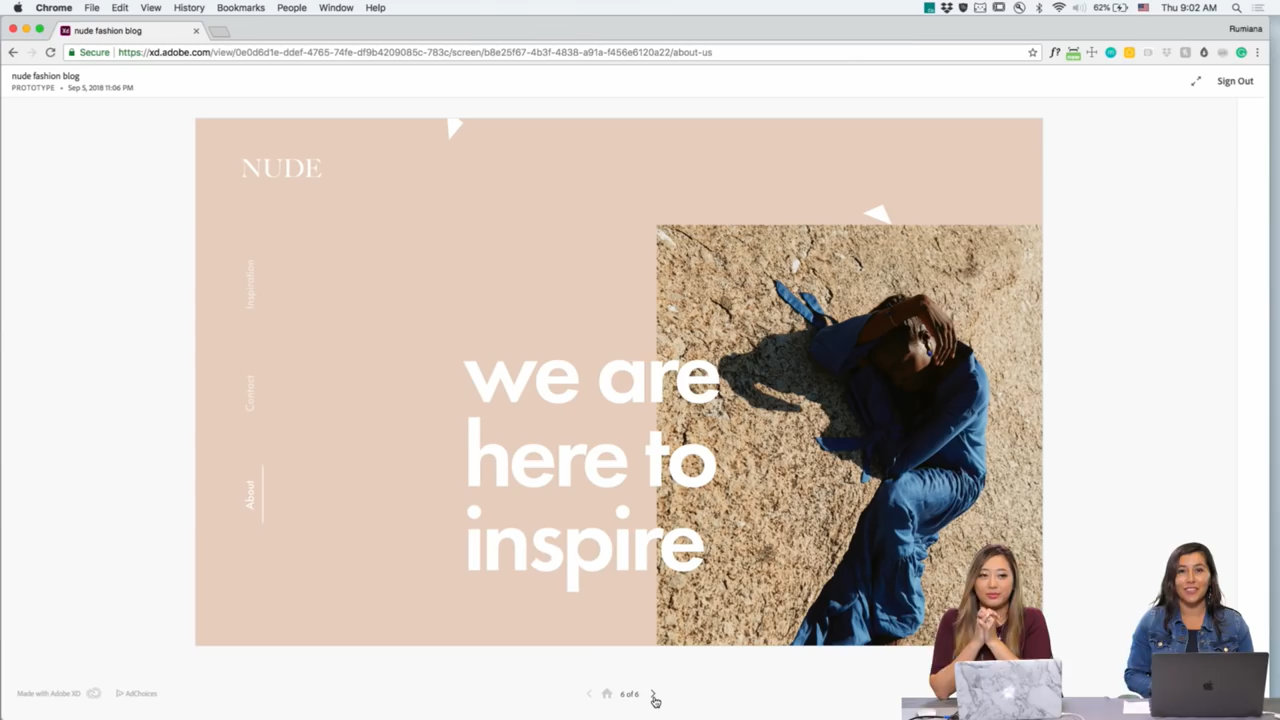 Chrome File Edit View History Bookmarks People Window Help
62% Thu 9:02 AM
nude fashion blog
Rumiana
Secure https://xd.adobe.com/view/0e0d6d1e-ddef-4765-74fe-df9b4209085c-783c/screen/b8e25f67-4b3f-4838-a91a-f456e6120a22/about-us
nude fashion blog
PROTOTYPE • Sep 5, 2018 11:06 PM
Sign Out
NUDE
Inspiration
Contact
About
we are
here to
inspire
Made with Adobe XD
AdChoices
6 of 6